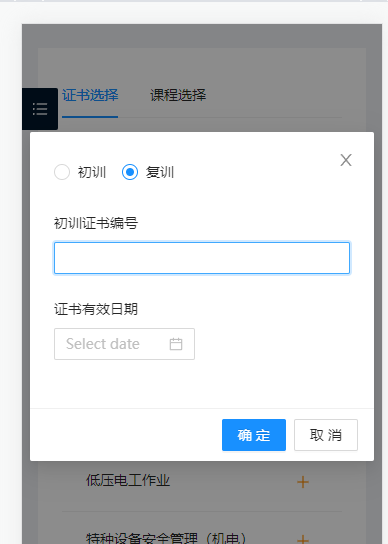 证书选择 课程选择
初训 复训
初训证书编号
证书有效日期
Select date
确 定 取 消
低压电工作业
特种设备安全管理（机电）